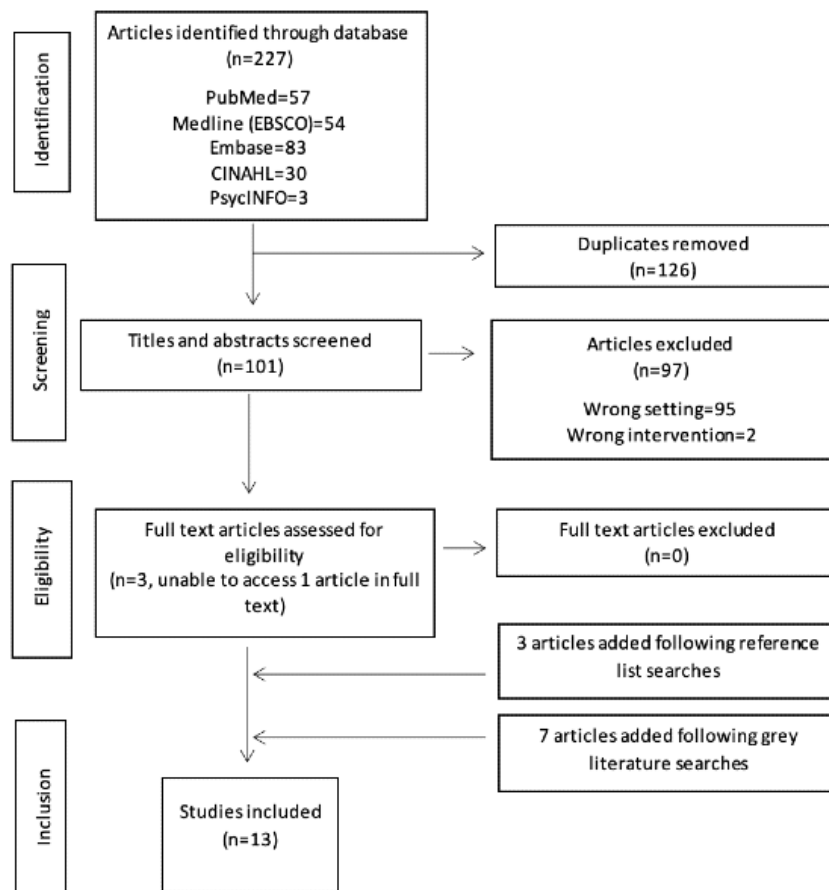 Identification
Articles identified through database
(n=227)
PubMed=57
Medline (EBSCO)=54
Embase=83
CINAHL=30
PsycINFO=3
Duplicates removed
(n=126)
Screening
Titles and abstracts screened
(n=101)
Articles excluded
(n=97)
Wrong setting=95
Wrong intervention=2
Eligibility
Full text articles assessed for
eligibility
(n=3, unable to access 1 article in full
text)
Full text articles excluded
(n=0)
3 articles added following reference
list searches
7 articles added following grey
literature searches
Inclusion
Studies included
(n=13)